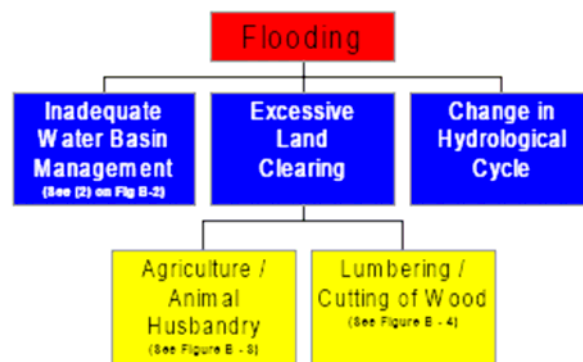 Flooding
Inadequate
Water Basin
Management
(See (2) on Fig B-2)
Excessive
Land
Clearing
Change in
Hydrological
Cycle
Agriculture /
Animal
Husbandry
(See Figure B - 3)
Lumbering /
Cutting of Wood
(See Figure B - 4)